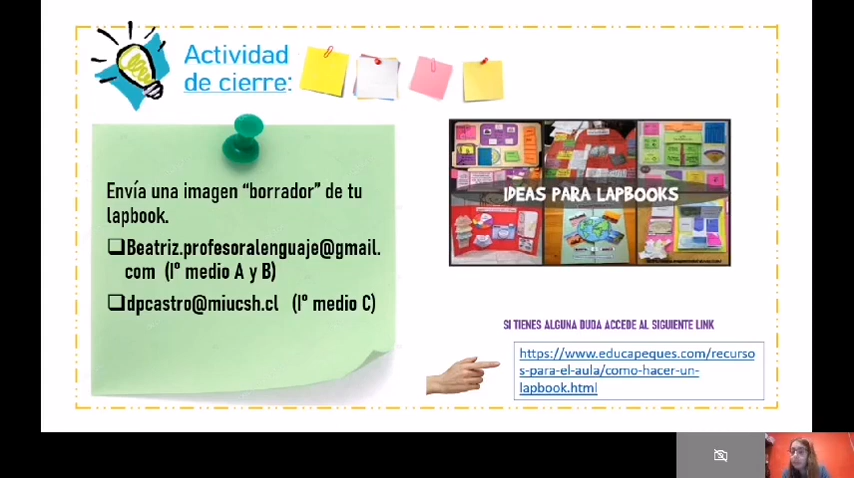 Actividad
de cierre:
Envía una imagen “borrador” de tu
lapbook.
Beatriz.profesoralenguaje@gmail.
com (I° medio A y B)
dpcastro@miucsh.cl (I° medio C)
IDEAS PARA LAPBOOKS
SI TIENES ALGUNA DUDA ACCEDE AL SIGUIENTE LINK
https://www.educapeques.com/recurso
s-para-el-aula/como-hacer-un-
lapbook.html